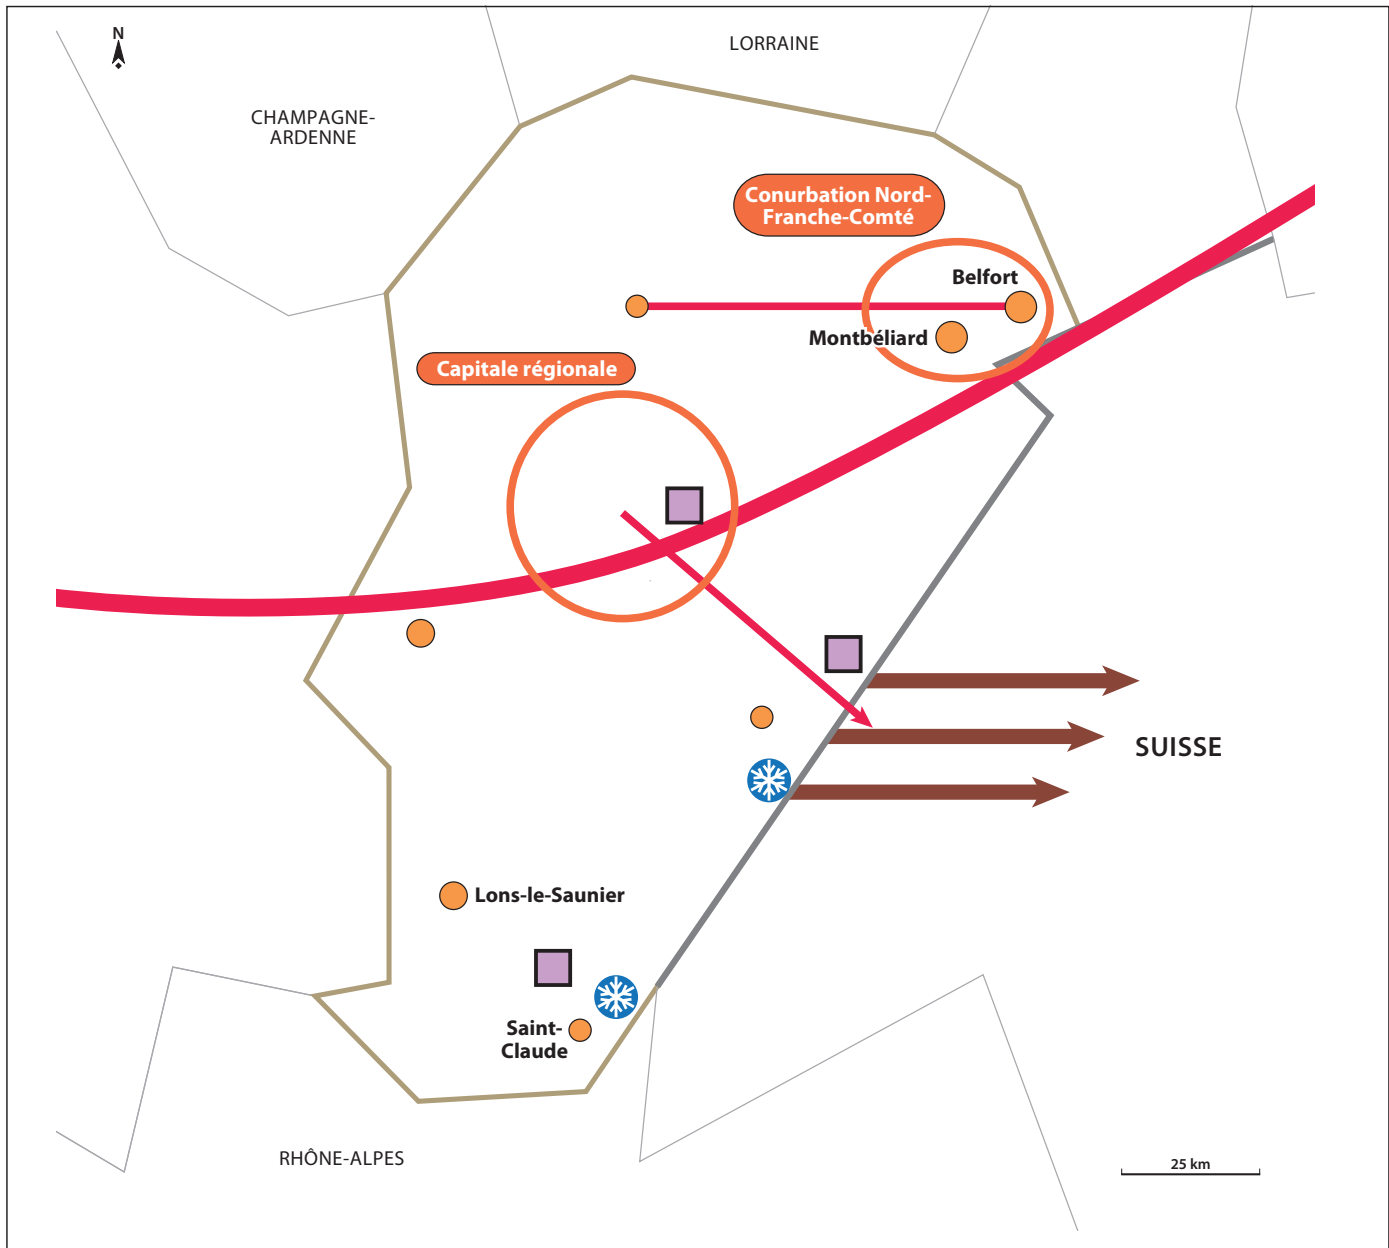 N
LORRAINE
CHAMPAGNE-
ARDENNE
Conurbation Nord-
Franche-Comté
Belfort
Montbéliard
Capitale régionale
SUISSE
Lons-le-Saunier
Saint-
Claude
RHÔNE-ALPES
25 km